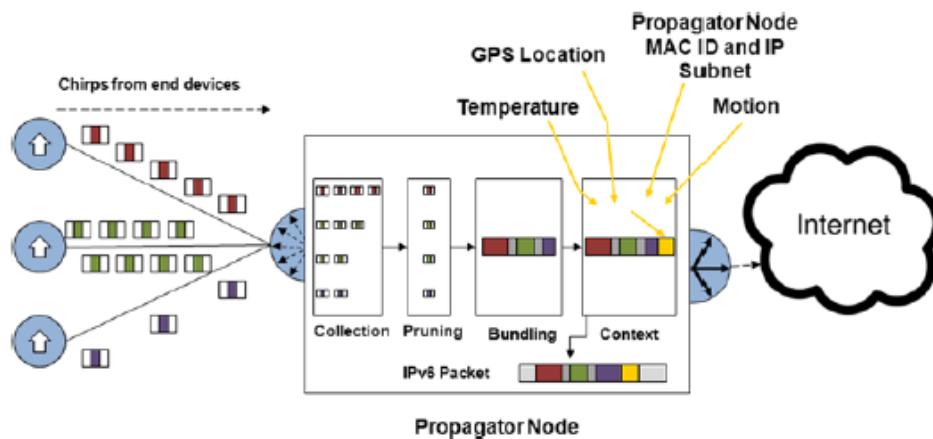 Propagator Node
MAC ID and IP
Subnet
GPS Location
Chirps from end devices
Temperature
Motion
Internet
Collection
Pruning
Bundling
Context
IPv6 Packet
Propagator Node